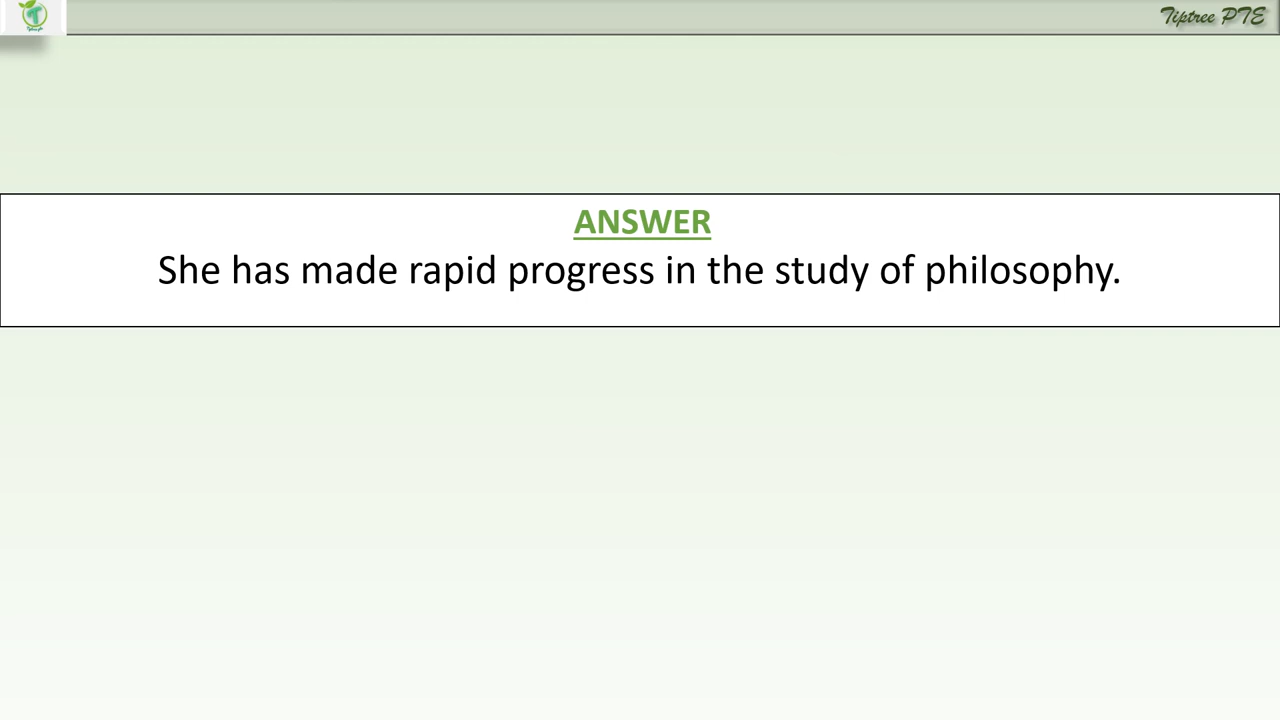 Tiptree PTE
ANSWER
She has made rapid progress in the study of philosophy.